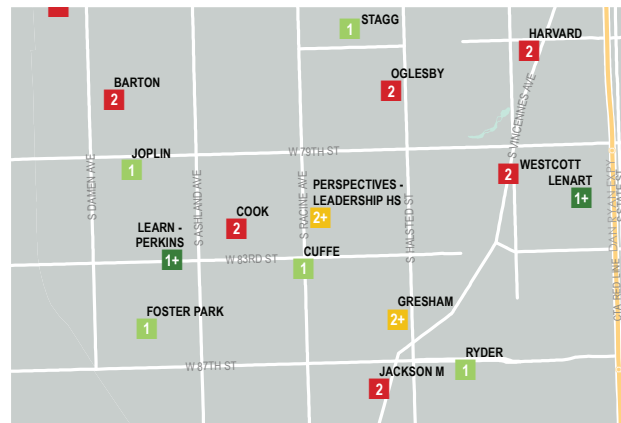 STAGG
1
HARVARD
2
BARTON
2
OGLESBY
2
S VINCENNES AVE
W 79TH ST
JOPLIN
1
WESTCOTT
2
LENART
1+
PERSPECTIVES -
LEADERSHIP HS
2+
S DAMEN AVE
S ASHLAND AVE
S RACINE AVE
S HALSTED ST
DAN RYAN EXPY
S STATE ST
CTA RED LINE
COOK
2
LEARN -
PERKINS
1+
W 83RD ST
CUFFE
1
FOSTER PARK
1
GRESHAM
2+
W 87TH ST
RYDER
1
JACKSON M
2